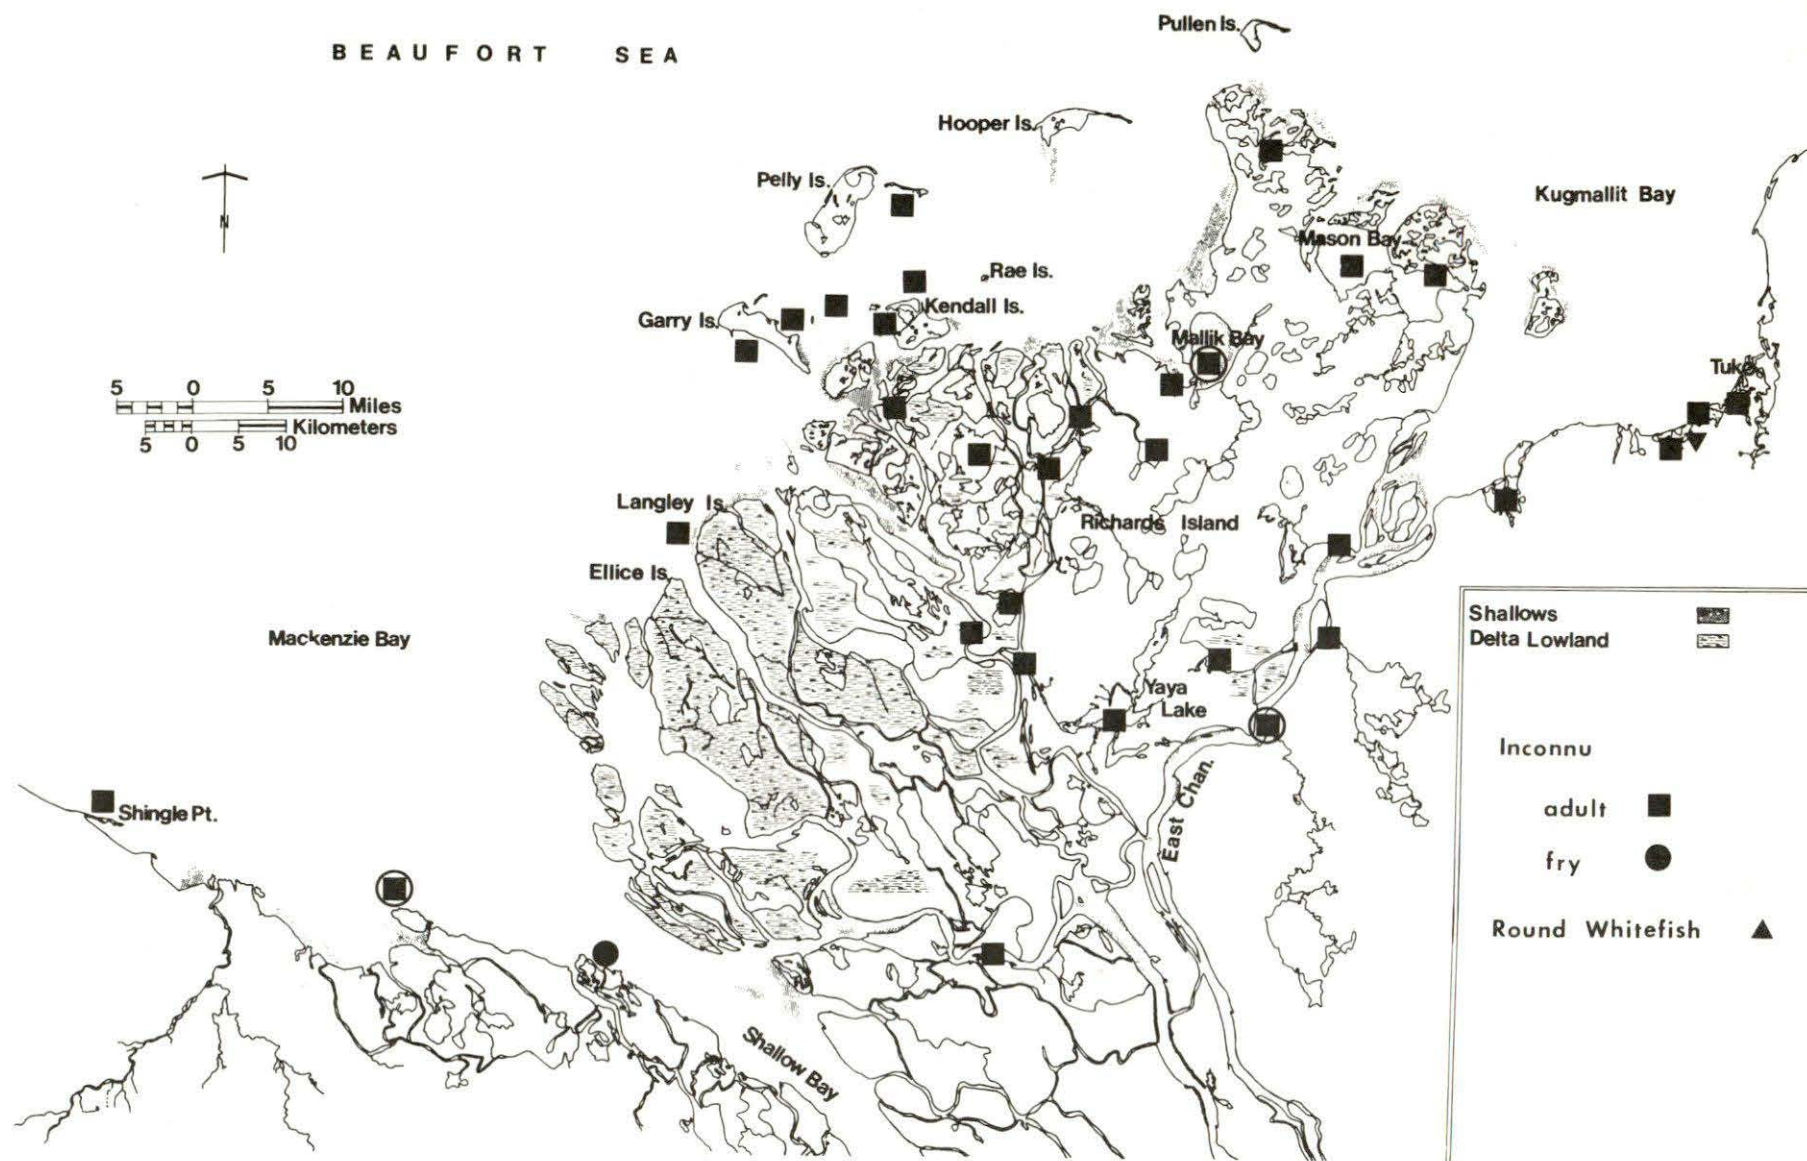 Pullen Is.
BEAUFORT SEA
Hooper Is.
Pelly Is.
Kugmallit Bay
N
Mason Bay
Rae Is.
Kendall Is.
Garry Is.
Mallik Bay
Tuk
5 0 5 10
Miles
Kilometers
5 0 5 10
Langley Is.
Richards Island
Ellice Is.
Shallows
Delta Lowland
Mackenzie Bay
Yaya
Lake
Inconnu
East Chan.
Shingle Pt.
adult
fry
Round Whitefish
Shallow Bay